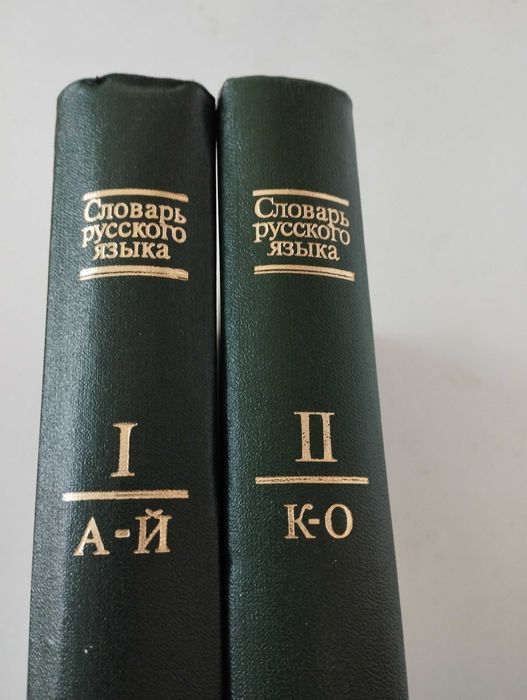 Словарь
русского
языка
I
А-Й
Словарь
русского
языка
II
К-О